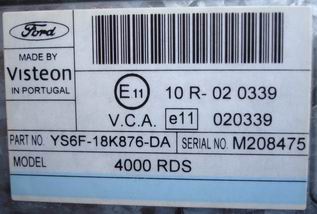 Ford
MADE BY
Visteon
IN PORTUGAL
E11 10 R- 02 0339
V.C.A. e11 020339
PART NO. YS6F-18K876-DA SERIAL NO. M208475
MODEL 4000 RDS